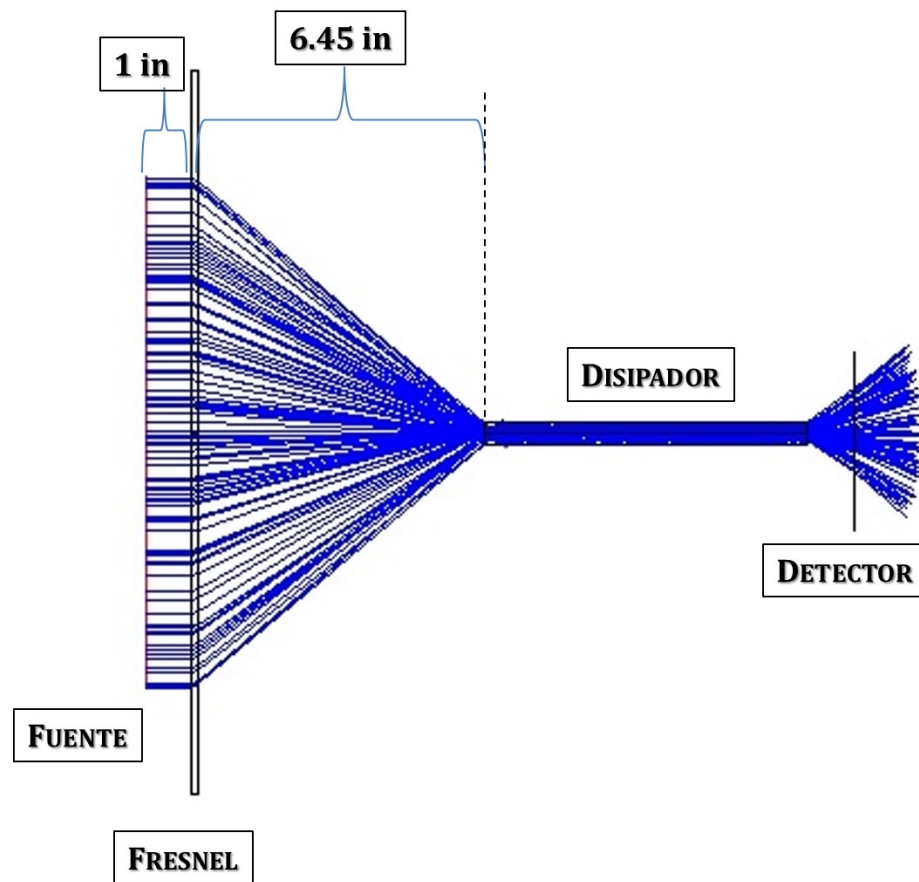 6.45 in
1 in
DISIPADOR
DETECTOR
FUENTE
FRESNEL